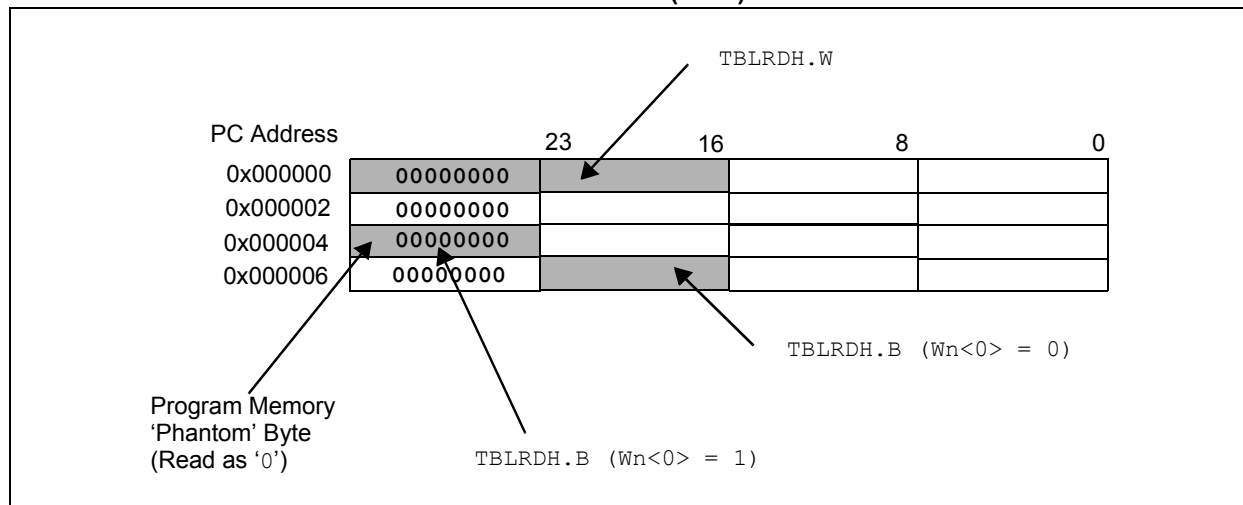 TBLRDH.W
PC Address
23 16 8 0
0x000000 00000000
0x000002 00000000
0x000004 00000000
0x000006 00000000
TBLRDH.B (Wn<0> = 0)
Program Memory
‘Phantom’ Byte
(Read as ‘0’)
TBLRDH.B (Wn<0> = 1)